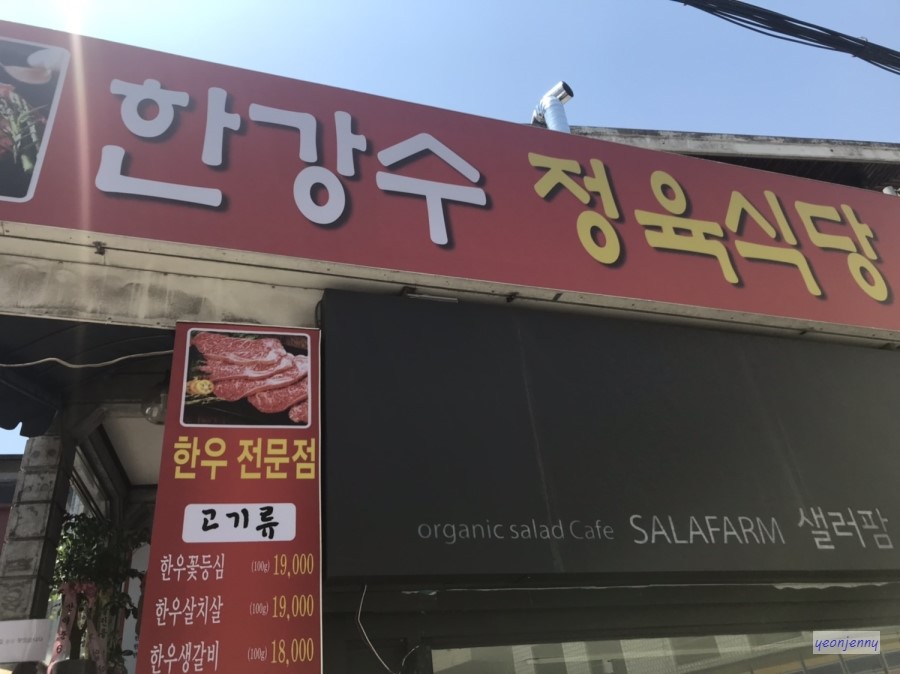 한강수 정육식당
한우 전문점
고기류
한우꽃등심 (100g) 19,000
한우살치살 (100g) 19,000
한우생갈비 (100g) 18,000
organic salad Cafe SALAFARM 샐러팜
yeonjenny